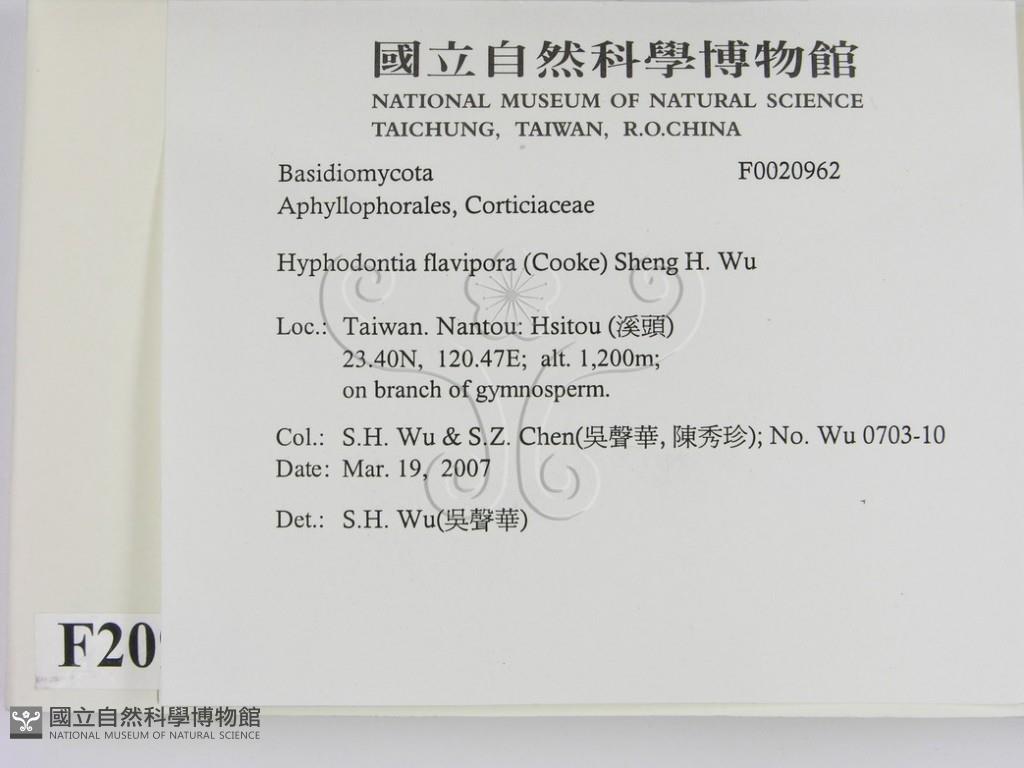 國立自然科學博物館
NATIONAL MUSEUM OF NATURAL SCIENCE
TAICHUNG, TAIWAN, R.O.CHINA
Basidiomycota F0020962
Aphyllophorales, Corticiaceae
Hyphodontia flavipora (Cooke) Sheng H. Wu
Loc.: Taiwan. Nantou: Hsitou (溪頭)
23.40N, 120.47E; alt. 1,200m;
on branch of gymnosperm.
Col.: S.H. Wu & S.Z. Chen(吳聲華, 陳秀珍); No. Wu 0703-10
Date: Mar. 19, 2007
Det.: S.H. Wu(吳聲華)
F20
國立自然科學博物館
NATIONAL MUSEUM OF NATURAL SCIENCE